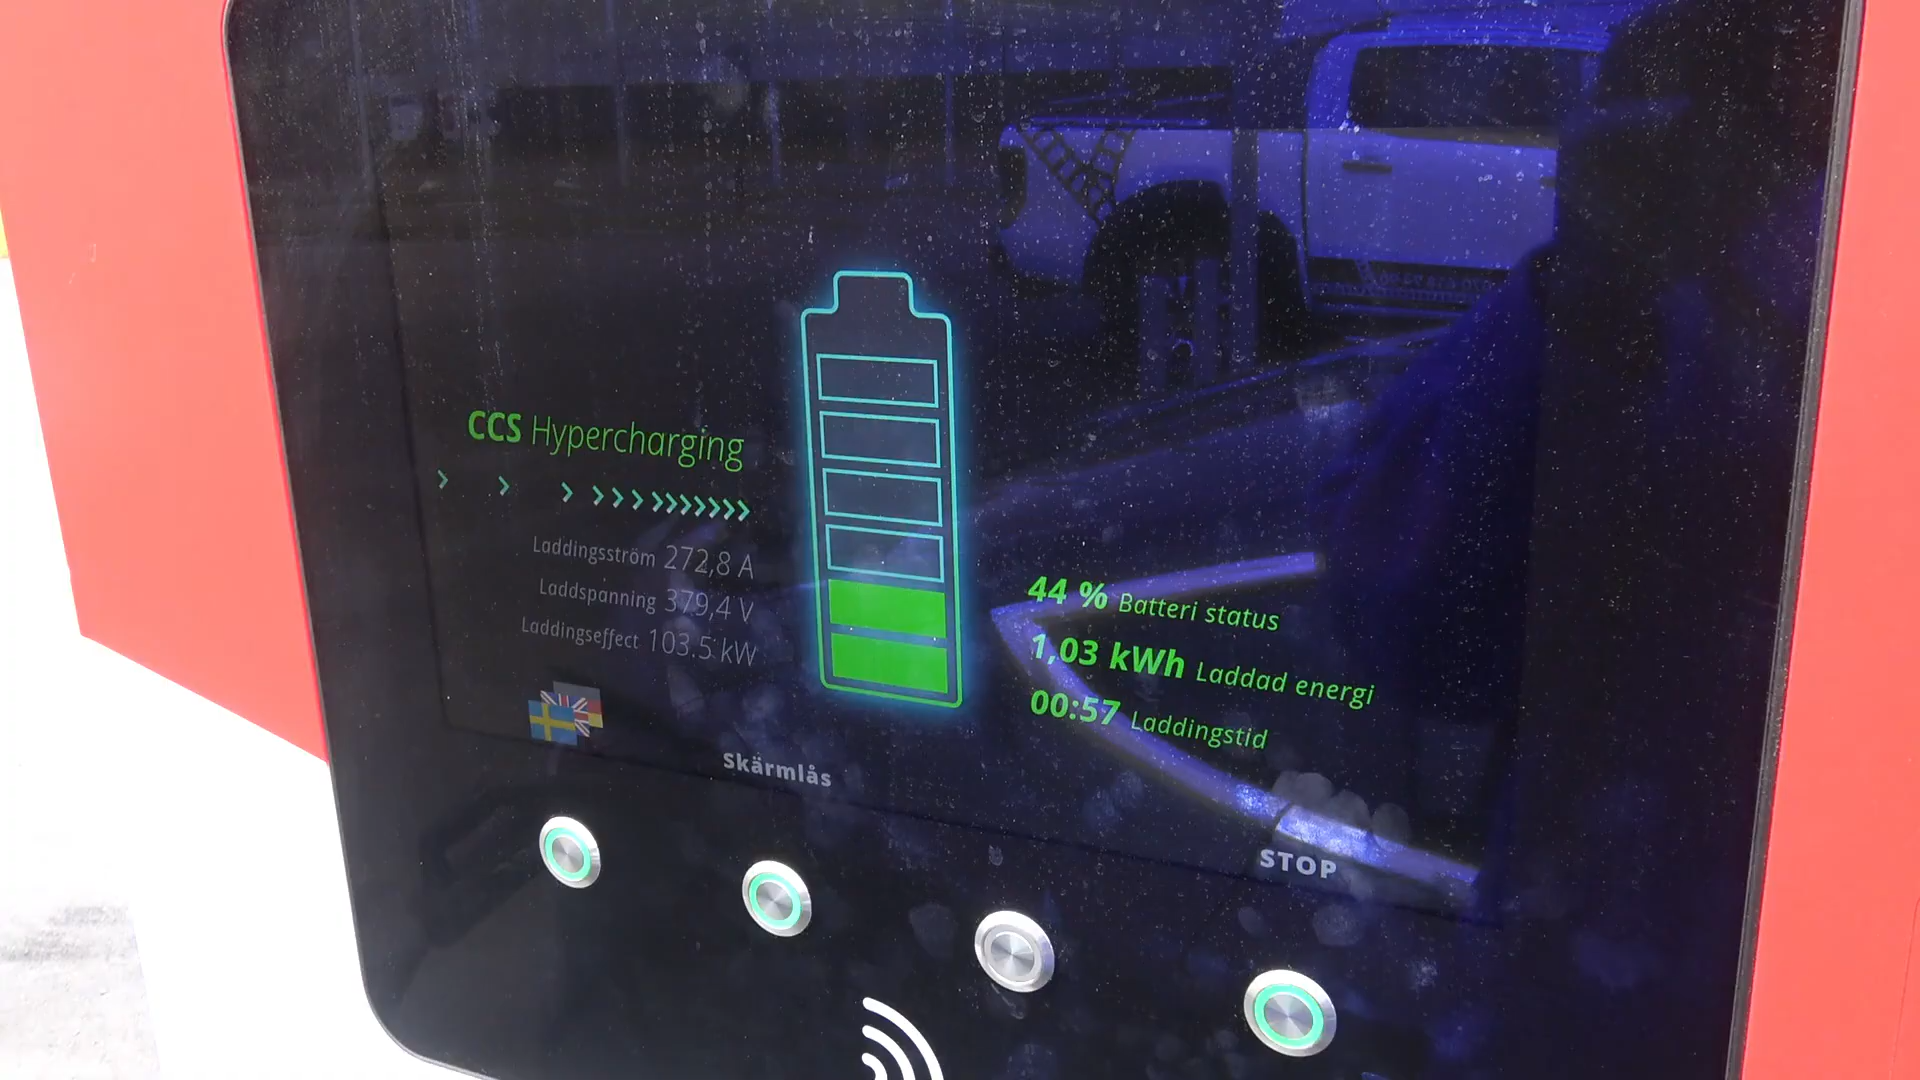 CCS Hypercharging
Laddingsström 272,8 A
Laddspanning 379,4 V
Laddingseffect 103.5 kW
44 % Batteri status
1,03 kWh Laddad energi
00:57 Laddingstid
Skärmlås
STOP